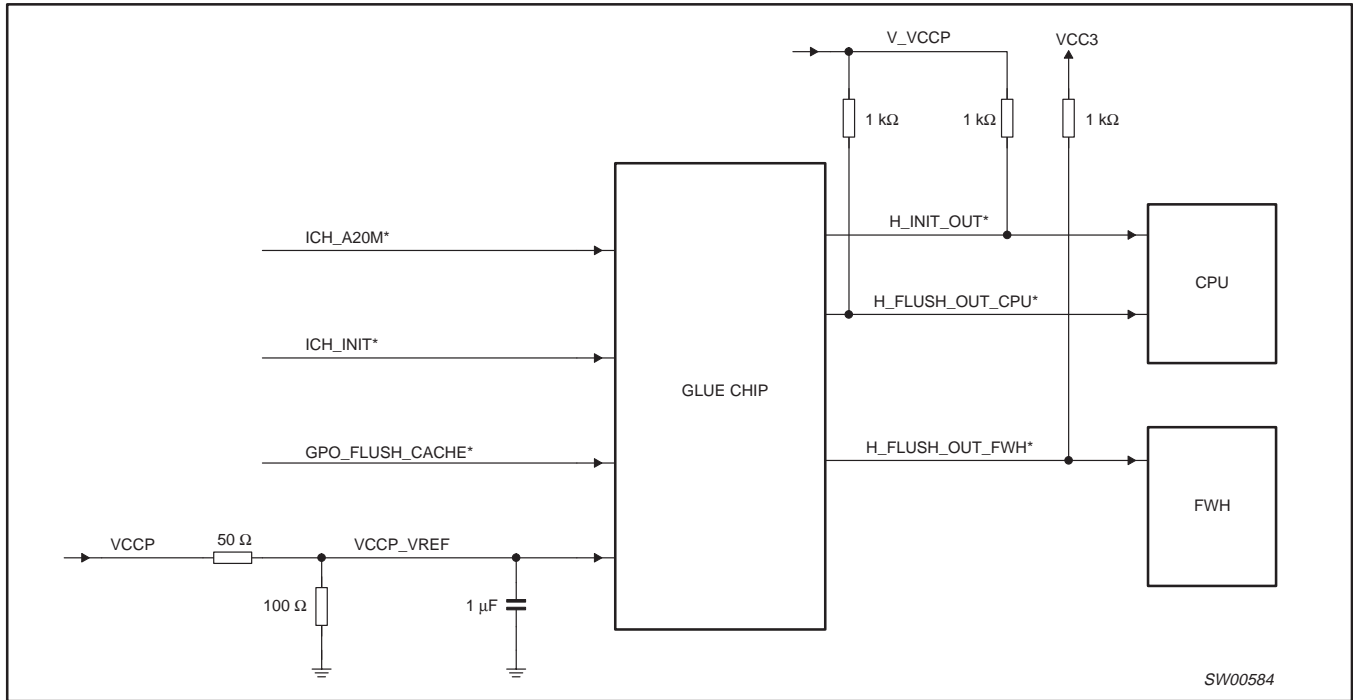 V_VCCP
VCC3
1 kΩ
1 kΩ
1 kΩ
ICH_A20M*
H_INIT_OUT*
CPU
H_FLUSH_OUT_CPU*
ICH_INIT*
GLUE CHIP
GPO_FLUSH_CACHE*
H_FLUSH_OUT_FWH*
FWH
VCCP
50 Ω
VCCP_VREF
100 Ω
1 µF
SW00584